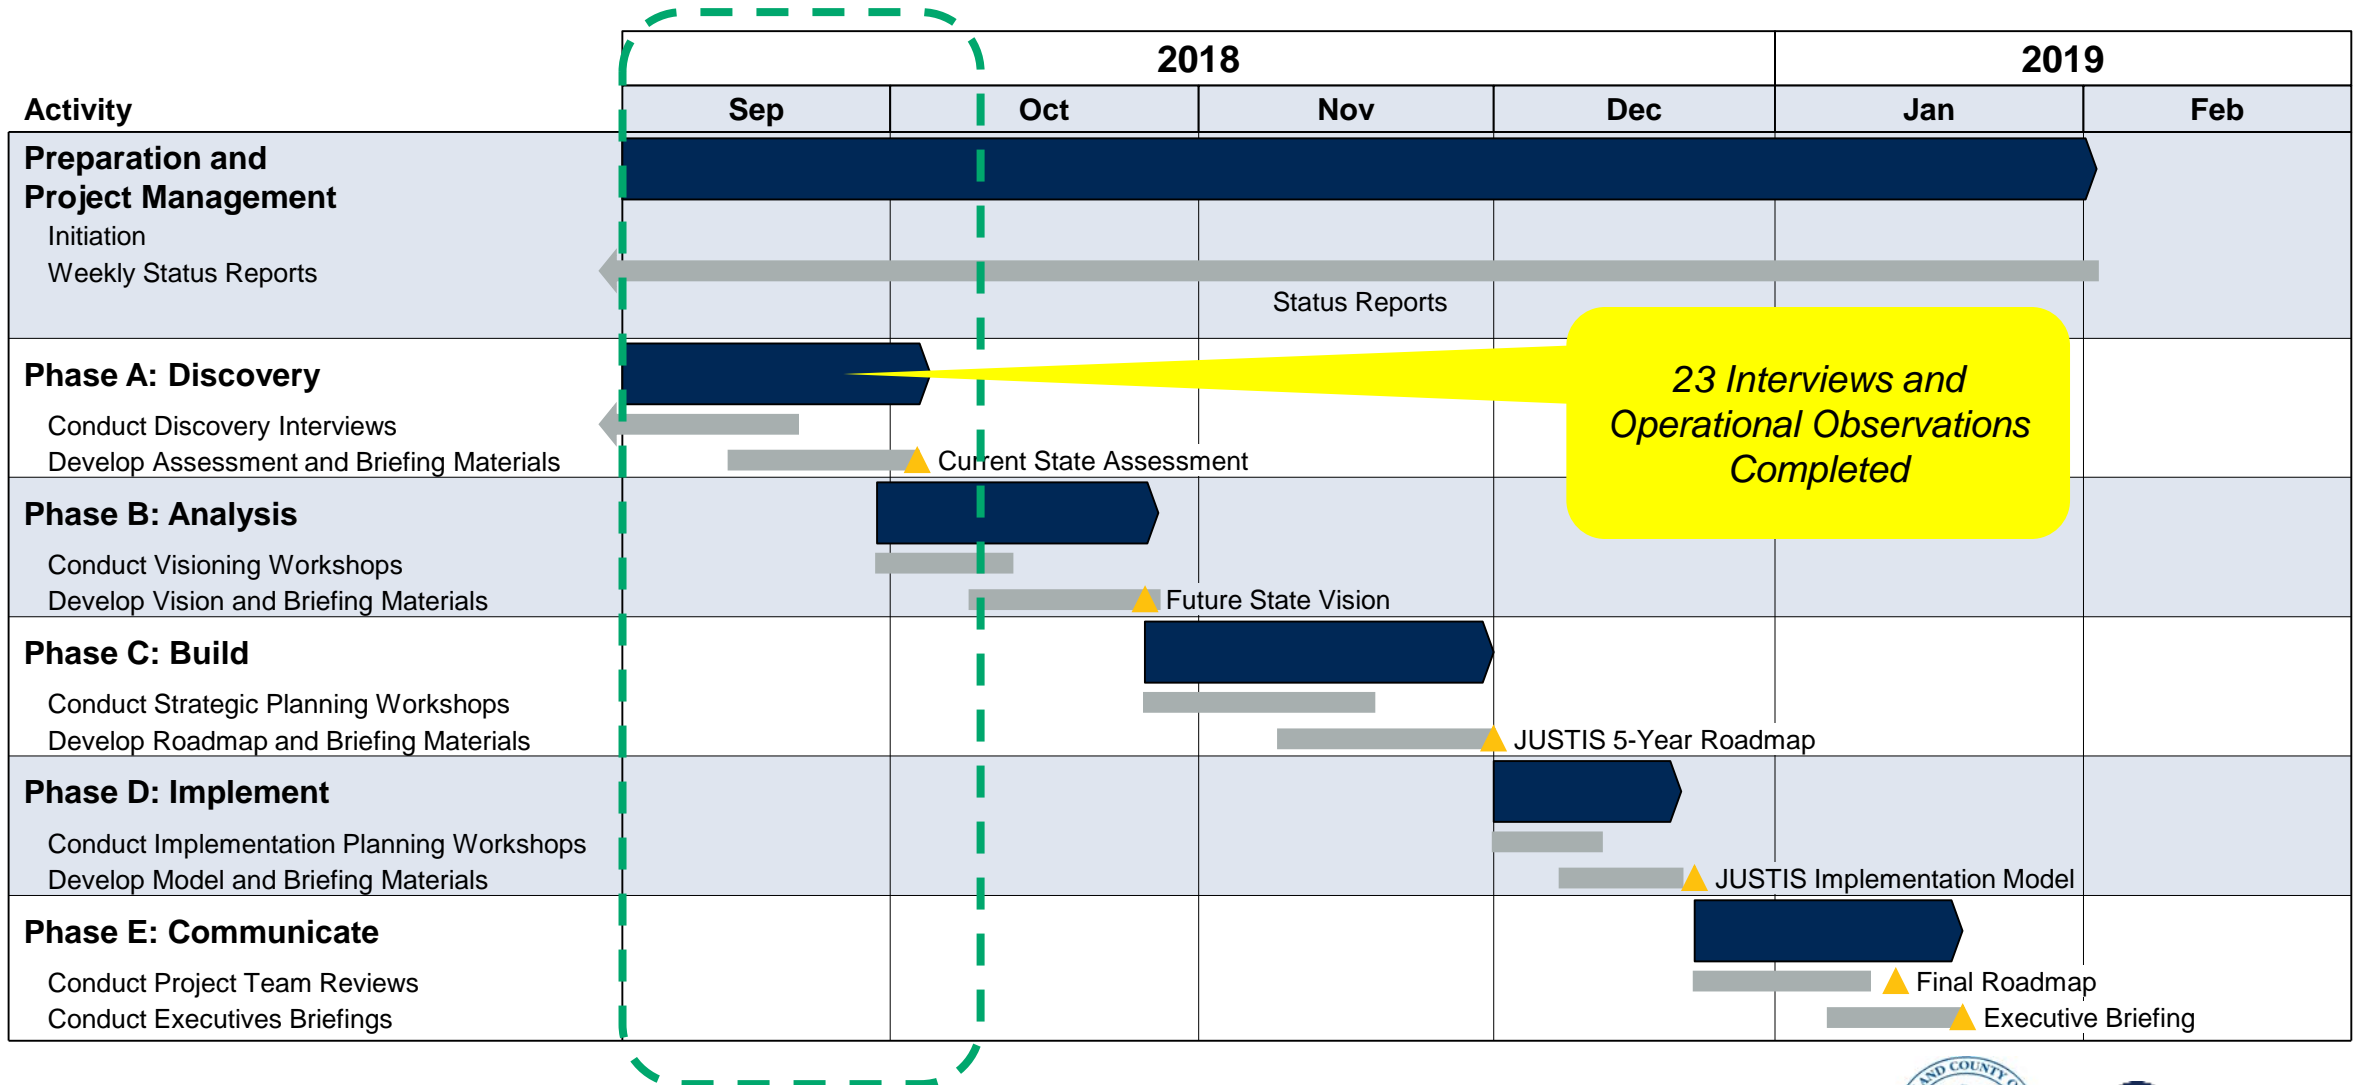 2018
2019
Activity
Sep
Oct
Nov
Dec
Jan
Feb
Preparation and
Project Management
Initiation
Weekly Status Reports
Status Reports
Phase A: Discovery
Conduct Discovery Interviews
Develop Assessment and Briefing Materials
Current State Assessment
23 Interviews and
Operational Observations
Completed
Phase B: Analysis
Conduct Visioning Workshops
Develop Vision and Briefing Materials
Future State Vision
Phase C: Build
Conduct Strategic Planning Workshops
Develop Roadmap and Briefing Materials
JUSTIS 5-Year Roadmap
Phase D: Implement
Conduct Implementation Planning Workshops
Develop Model and Briefing Materials
JUSTIS Implementation Model
Phase E: Communicate
Conduct Project Team Reviews
Final Roadmap
Conduct Executives Briefings
Executive Briefing
AND COUNTY